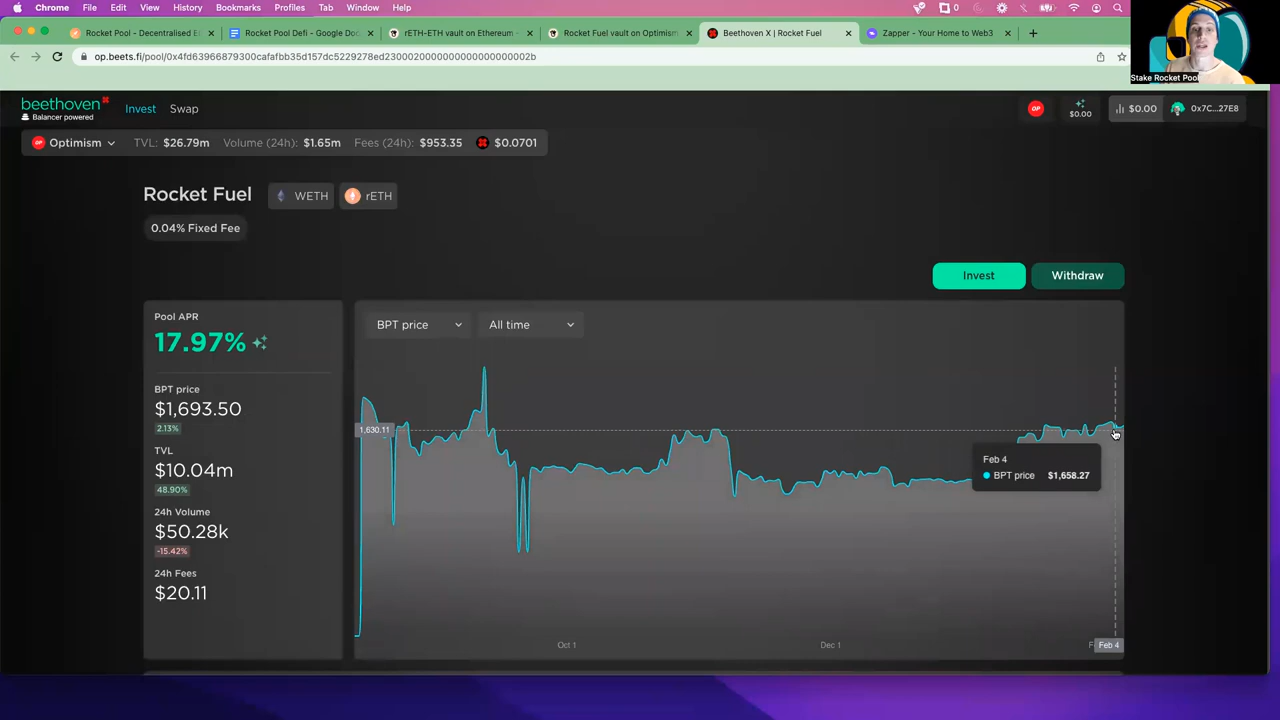 Chrome File Edit View History Bookmarks Profiles Tab Window Help
Rocket Pool - Decentralised E
Rocket Pool Defi - Google Doc
rETH-ETH vault on Ethereum -
Rocket Fuel vault on Optimism
Beethoven X | Rocket Fuel
Zapper - Your Home to Web3
op.beets.fi/pool/0x4fd63966879300cafafbb35d157dc5229278ed2300020000000000000000002b
Stake Rocket Pool
beethoven
Balancer powered
Invest Swap
OP
$0.00
$0.00
0x7C...27E8
OP Optimism TVL: $26.79m Volume (24h): $1.65m Fees (24h): $953.35 $0.0701
Rocket Fuel WETH rETH
0.04% Fixed Fee
Invest Withdraw
Pool APR
17.97%
BPT price
$1,693.50
2.13%
TVL
$10.04m
48.90%
24h Volume
$50.28k
-15.42%
24h Fees
$20.11
BPT price All time
1,630.11
Feb 4
BPT price $1,658.27
Oct 1 Dec 1 Feb 4